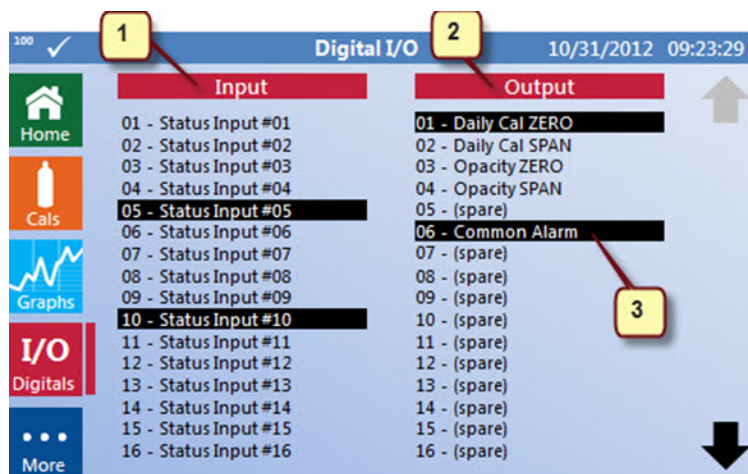 100 ✓ Digital I/O 10/31/2012 09:23:29
1
2
Input
Output
Home
Cals
Graphs
I/O
Digitals
More
01 - Status Input #01
02 - Status Input #02
03 - Status Input #03
04 - Status Input #04
05 - Status Input #05
06 - Status Input #06
07 - Status Input #07
08 - Status Input #08
09 - Status Input #09
10 - Status Input #10
11 - Status Input #11
12 - Status Input #12
13 - Status Input #13
14 - Status Input #14
15 - Status Input #15
16 - Status Input #16
01 - Daily Cal ZERO
02 - Daily Cal SPAN
03 - Opacity ZERO
04 - Opacity SPAN
05 - (spare)
06 - Common Alarm
07 - (spare)
08 - (spare)
09 - (spare)
10 - (spare)
11 - (spare)
12 - (spare)
13 - (spare)
14 - (spare)
15 - (spare)
16 - (spare)
3